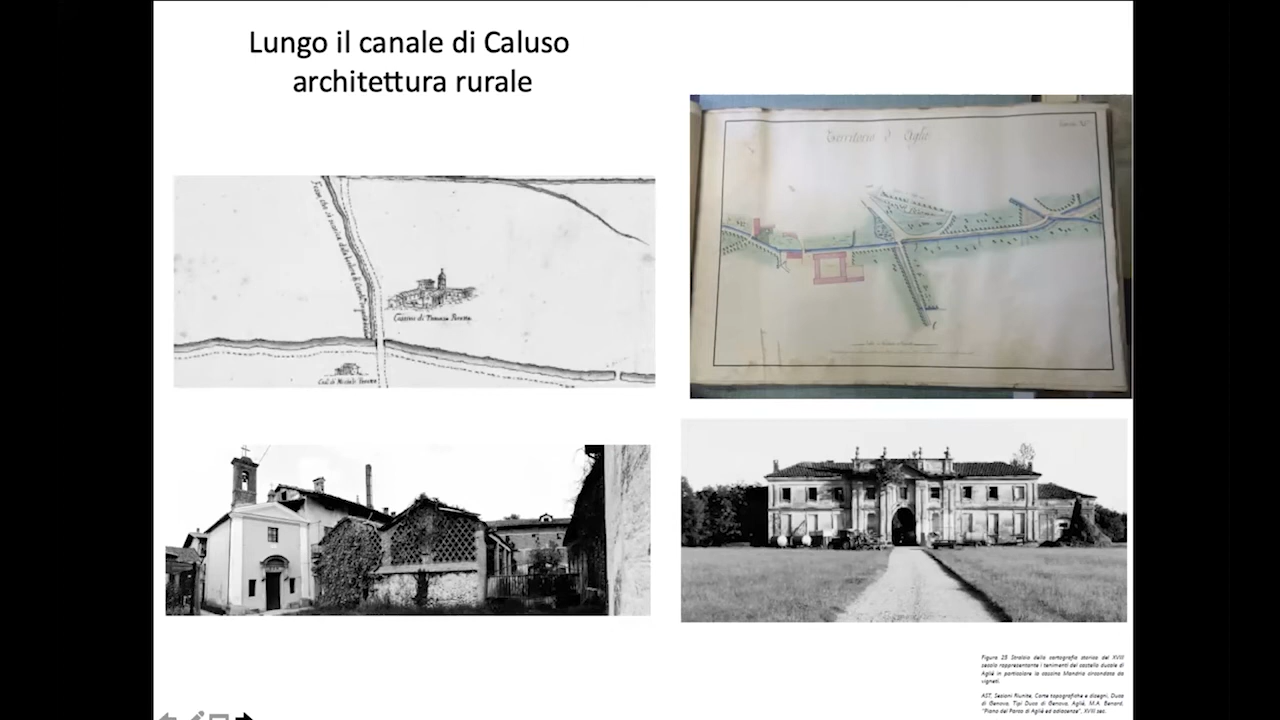 Lungo il canale di Caluso
architettura rurale
Territorio d Agliè
Figura 25 Stralcio della cartografia storica del XVIII
secolo rappresentante i tenimenti del castello ducale di
Agliè in particolare la cascina Mandria circondata da
vigneti.
AST, Sezioni Riunite, Carte topografiche e disegni, Duca
di Genova, Tipi Duca di Genova, Agliè, M.A. Benard,
"Piano del Parco di Agliè ed adiacenze", XVIII sec.